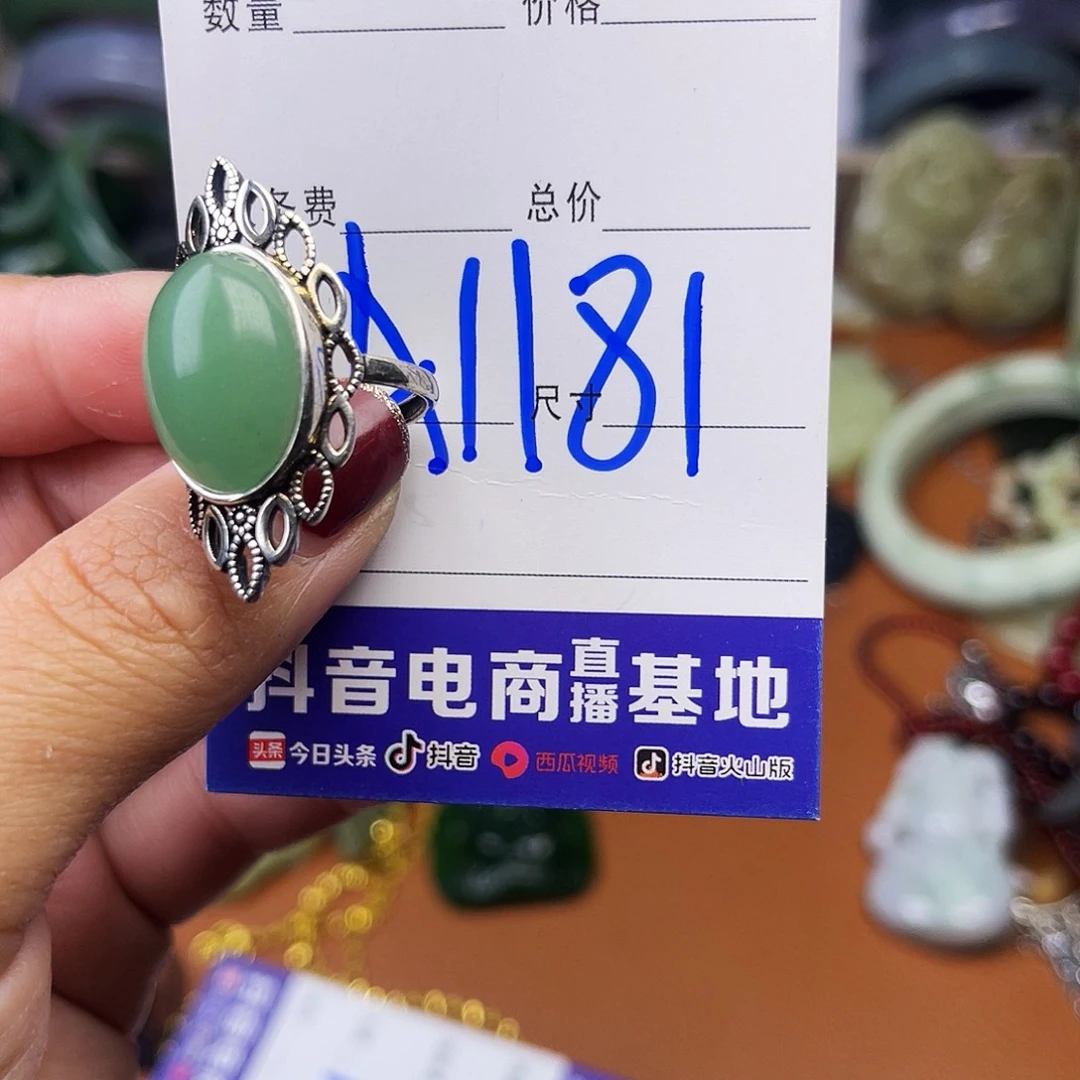 数量 价格
务费 总价
A1181
尺寸
抖音电商直播基地
头条 今日头条 抖音 西瓜视频 抖音火山版